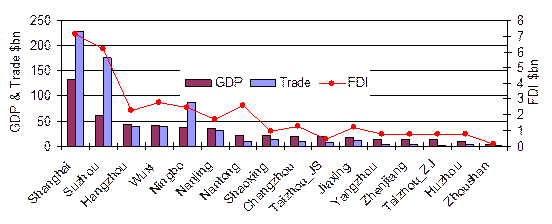 250
200
150
100
50
0
GDP & Trade $bn
8
7
6
5
4
3
2
1
0
FDI $bn
GDP Trade FDI
Shanghai
Suzhou
Hangzhou
Wuxi
Ningbo
Nanjing
Nantong
Shaoxing
Changzhou
Taizhou_JS
Jiaxing
Yangzhou
Zhenjiang
Taizhou_ZJ
Huzhou
Zhoushan